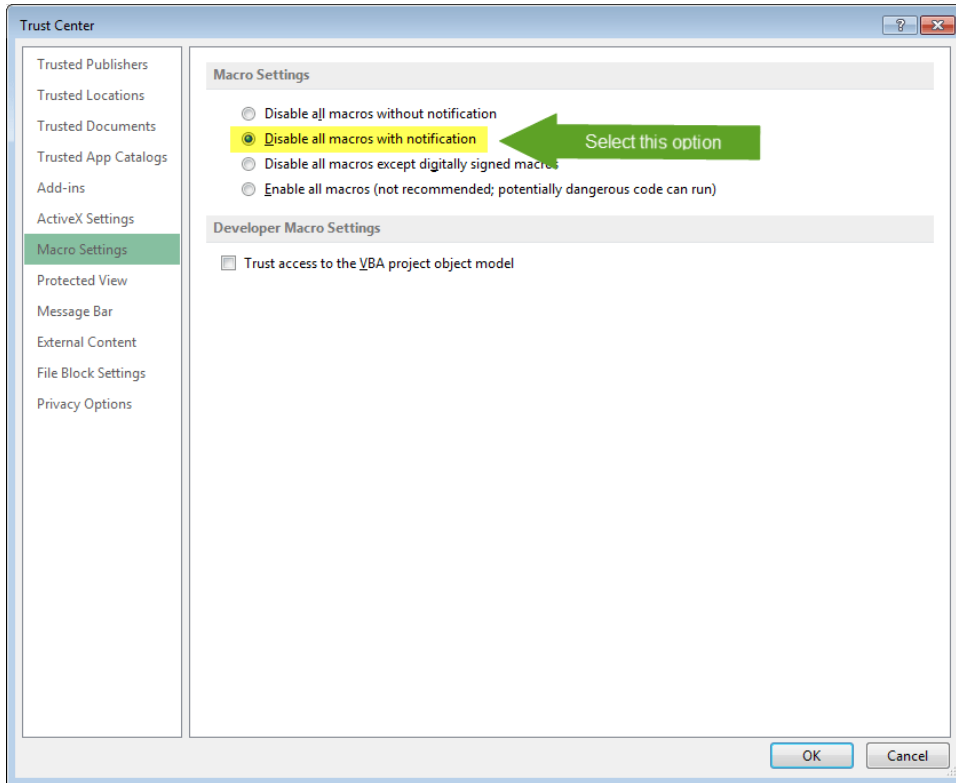 Trust Center
Trusted Publishers
Trusted Locations
Trusted Documents
Trusted App Catalogs
Add-ins
ActiveX Settings
Macro Settings
Protected View
Message Bar
External Content
File Block Settings
Privacy Options
Macro Settings
Disable all macros without notification
Disable all macros with notification
Select this option
Disable all macros except digitally signed macros
Enable all macros (not recommended; potentially dangerous code can run)
Developer Macro Settings
Trust access to the VBA project object model
OK
Cancel